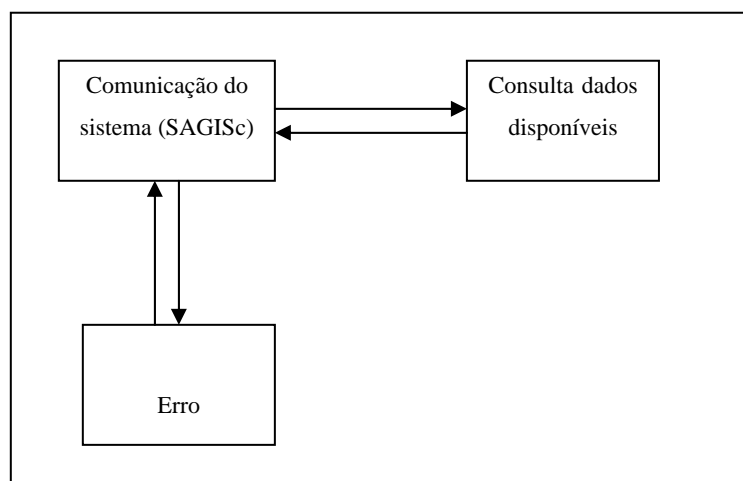 Comunicação do
sistema (SAGISc)
Consulta dados
disponíveis
Erro